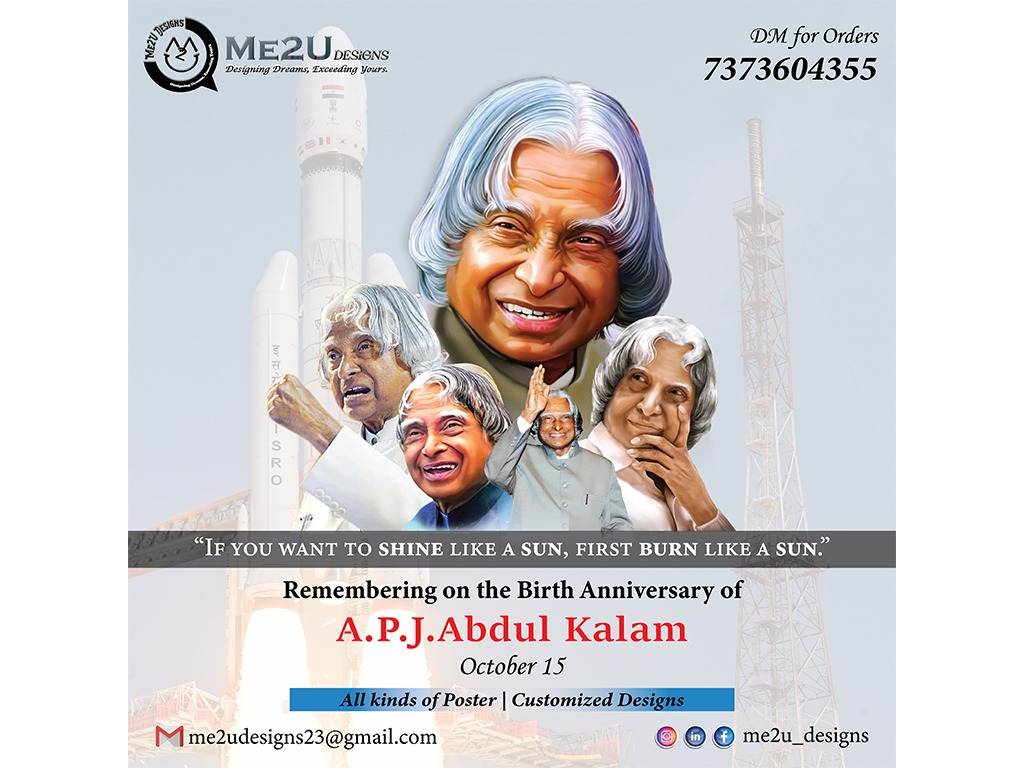 ME2U DESIGNS
ME2U DESIGNS
Designing Dreams, Exceeding Yours.
DM for Orders
7373604355
ISRO
“IF YOU WANT TO SHINE LIKE A SUN, FIRST BURN LIKE A SUN.”
Remembering on the Birth Anniversary of
A.P.J.Abdul Kalam
October 15
All kinds of Poster | Customized Designs
me2udesigns23@gmail.com
me2u_designs